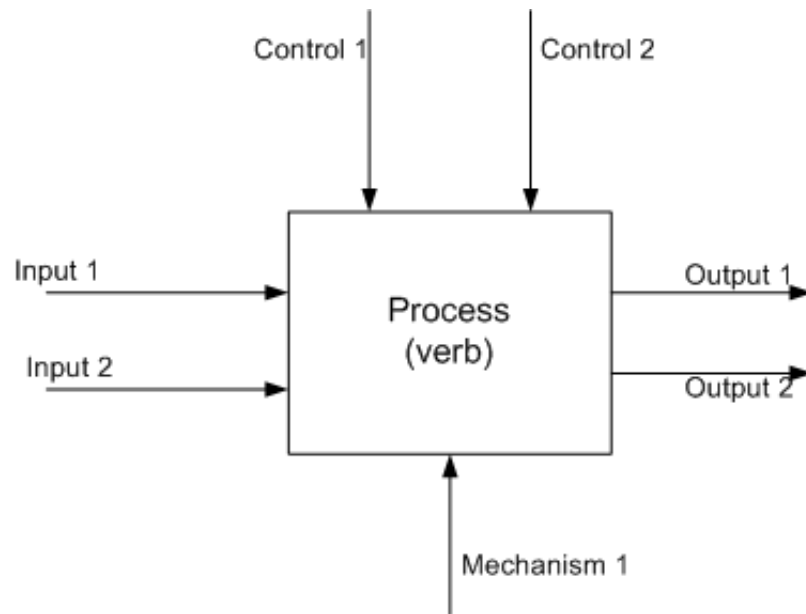 Control 1
Control 2
Input 1
Output 1
Process
(verb)
Input 2
Output 2
Mechanism 1